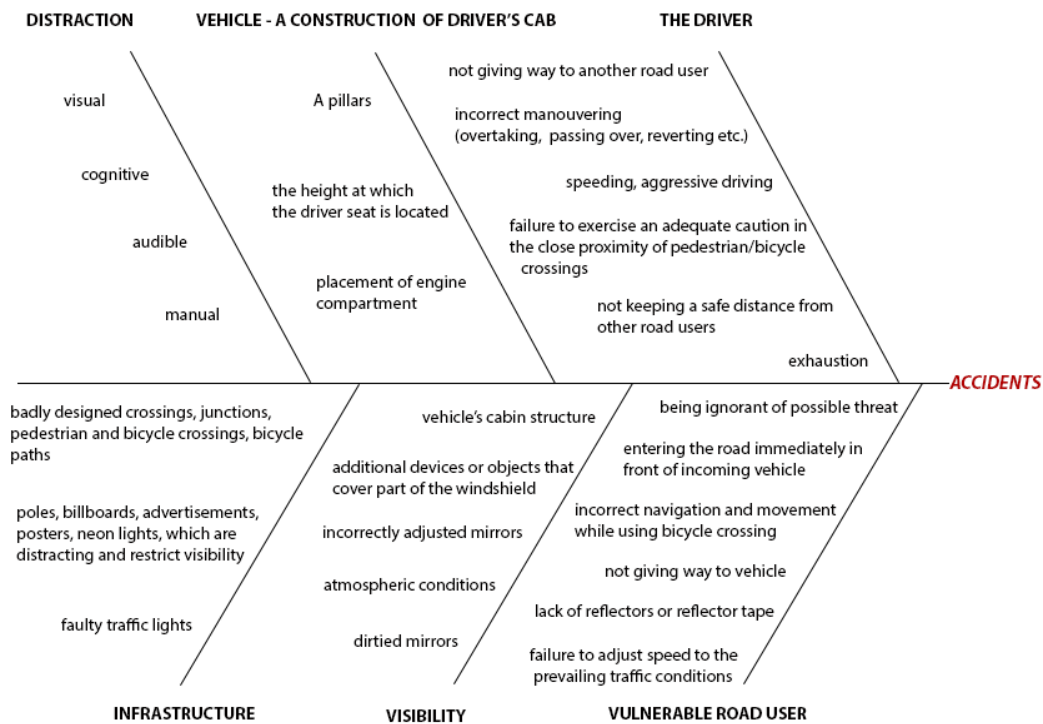 DISTRACTION
visual
cognitive
audible
manual
VEHICLE - A CONSTRUCTION OF DRIVER'S CAB
A pillars
the height at which
the driver seat is located
placement of engine
compartment
THE DRIVER
not giving way to another road user
incorrect manouvering
(overtaking, passing over, reverting etc.)
speeding, aggressive driving
failure to exercise an adequate caution in
the close proximity of pedestrian/bicycle
crossings
not keeping a safe distance from
other road users
exhaustion
ACCIDENTS
badly designed crossings, junctions,
pedestrian and bicycle crossings, bicycle
paths
poles, billboards, advertisements,
posters, neon lights, which are
distracting and restrict visibility
faulty traffic lights
INFRASTRUCTURE
vehicle's cabin structure
additional devices or objects that
cover part of the windshield
incorrectly adjusted mirrors
atmospheric conditions
dirtied mirrors
VISIBILITY
being ignorant of possible threat
entering the road immediately in
front of incoming vehicle
incorrect navigation and movement
while using bicycle crossing
not giving way to vehicle
lack of reflectors or reflector tape
failure to adjust speed to the
prevailing traffic conditions
VULNERABLE ROAD USER